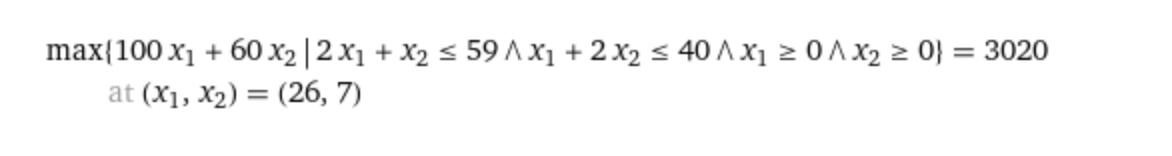 max{100 x₁ + 60 x₂ | 2 x₁ + x₂ ≤ 59 ∧ x₁ + 2 x₂ ≤ 40 ∧ x₁ ≥ 0 ∧ x₂ ≥ 0} = 3020
at (x₁, x₂) = (26, 7)